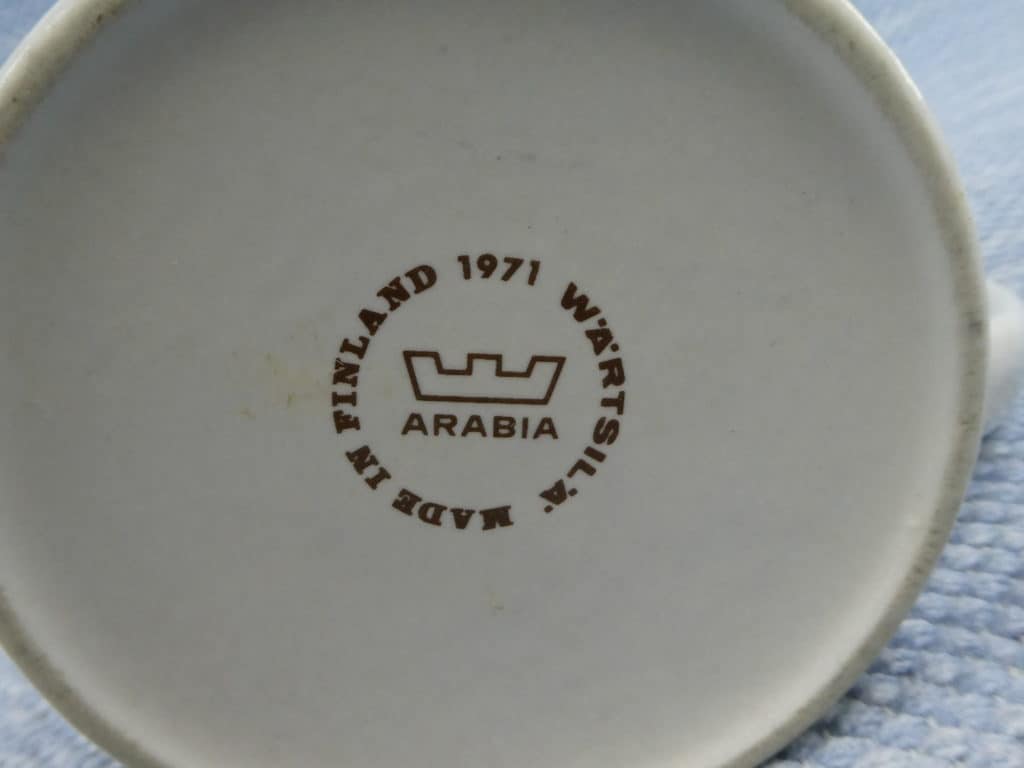 1971 WÄRTSILÄ MADE IN FINLAND
ARABIA